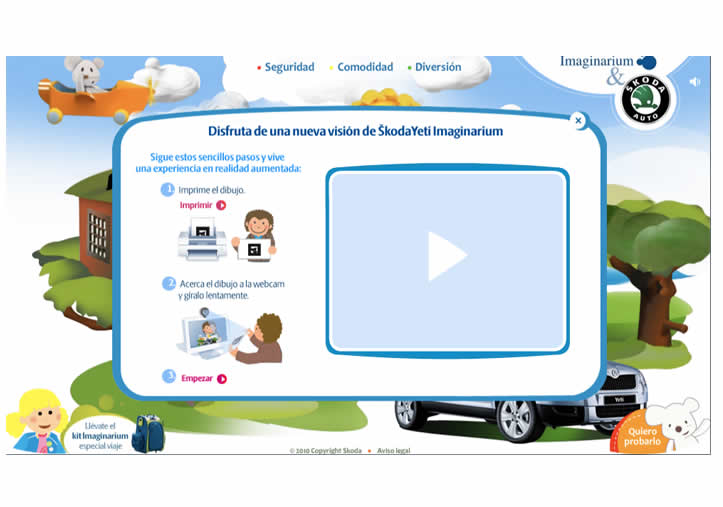 Seguridad
Comodidad
Diversión
Imaginarium
&
ŠKODA
AUTO
Disfruta de una nueva visión de ŠkodaYeti Imaginarium
Sigue estos sencillos pasos y vive
una experiencia en realidad aumentada:
1. Imprime el dibujo.
Imprimir
2. Acerca el dibujo a la webcam
y gíralo lentamente.
3. Empezar
Yeti
Llévate el
kit Imaginarium
especial viaje
Quiero
probarlo
© 2010 Copyright Skoda • Aviso legal